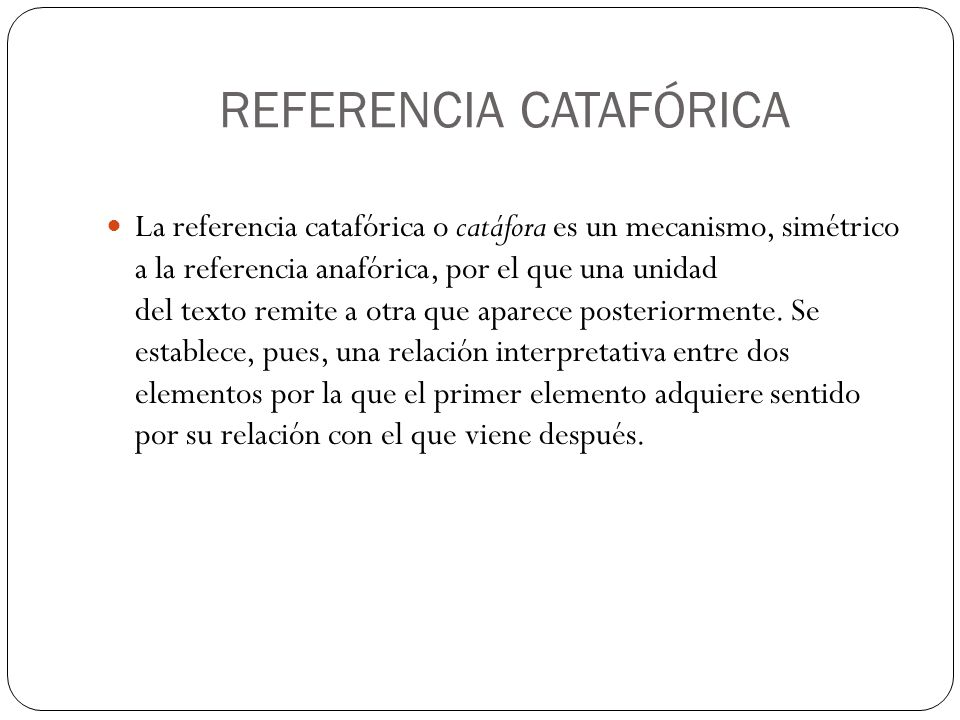 REFERENCIA CATAFÓRICA
• La referencia catafórica o catáfora es un mecanismo, simétrico
a la referencia anafórica, por el que una unidad
del texto remite a otra que aparece posteriormente. Se
establece, pues, una relación interpretativa entre dos
elementos por la que el primer elemento adquiere sentido
por su relación con el que viene después.